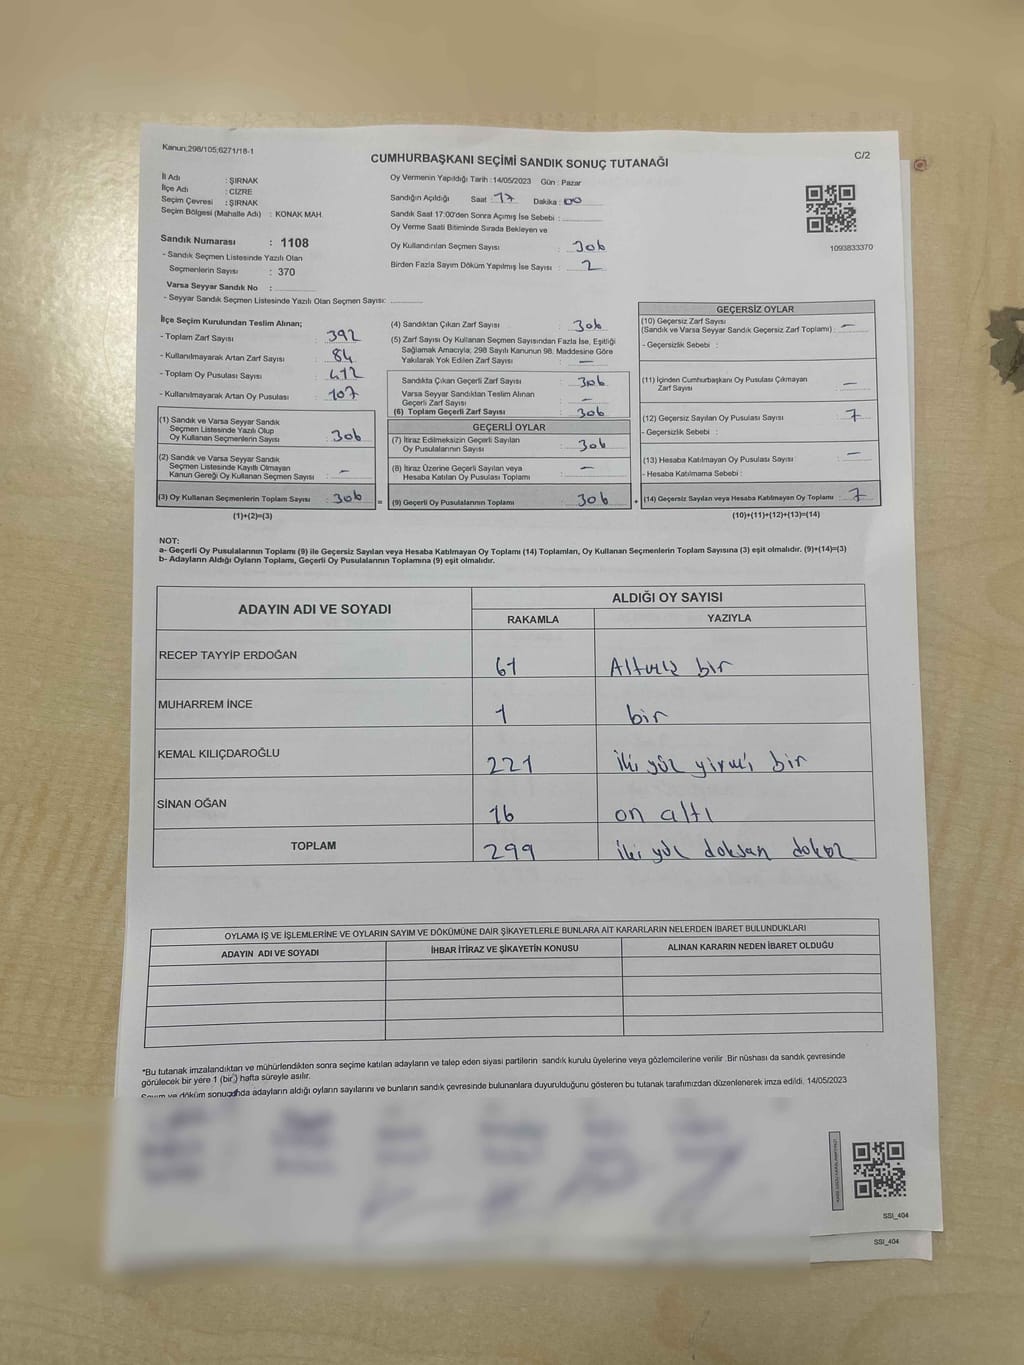 Kanun;298/105;6271/18-1
C/2
CUMHURBAŞKANI SEÇİMİ SANDIK SONUÇ TUTANAĞI
İl Adı : ŞIRNAK
İlçe Adı : CİZRE
Seçim Çevresi : ŞIRNAK
Seçim Bölgesi (Mahalle Adı) : KONAK MAH.
Sandık Numarası : 1108
- Sandık Seçmen Listesinde Yazılı Olan
Seçmenlerin Sayısı : 370
Varsa Seyyar Sandık No :
- Seyyar Sandık Seçmen Listesinde Yazılı Olan Seçmen Sayısı:
Oy Vermenin Yapıldığı Tarih : 14/05/2023 Gün : Pazar
Sandığın Açıldığı Saat : 17 Dakika : 00
Sandık Saat 17:00'den Sonra Açımış İse Sebebi :
Oy Verme Saati Bitiminde Sırada Bekleyen ve
Oy Kullandırılan Seçmen Sayısı : 306
Birden Fazla Sayım Döküm Yapılmış İse Sayısı : 2
1093833370
İlçe Seçim Kurulundan Teslim Alınan;
- Toplam Zarf Sayısı : 392
- Kullanılmayarak Artan Zarf Sayısı : 84
- Toplam Oy Pusulası Sayısı : 412
- Kullanılmayarak Artan Oy Pusulası : 107
(1) Sandık ve Varsa Seyyar Sandık
Seçmen Listesinde Yazılı Olup
Oy Kullanan Seçmenlerin Sayısı : 306
(2) Sandık ve Varsa Seyyar Sandık
Seçmen Listesinde Kayıtlı Olmayan
Kanun Gereği Oy Kullanan Seçmen Sayısı : —
(3) Oy Kullanan Seçmenlerin Toplam Sayısı : 306 =
(1)+(2)=(3)
(4) Sandıktan Çıkan Zarf Sayısı : 306
(5) Zarf Sayısı Oy Kullanan Seçmen Sayısından Fazla İse, Eşitliği
Sağlamak Amacıyla, 298 Sayılı Kanunun 98. Maddesine Göre
Yakılarak Yok Edilen Zarf Sayısı : —
Sandıkta Çıkan Geçerli Zarf Sayısı : 306
Varsa Seyyar Sandıktan Teslim Alınan
Geçerli Zarf Sayısı : —
(6) Toplam Geçerli Zarf Sayısı : 306
GEÇERLİ OYLAR
(7) İtiraz Edilmeksizin Geçerli Sayılan
Oy Pusulalarının Sayısı : 306
(8) İtiraz Üzerine Geçerli Sayılan veya
Hesaba Katılan Oy Pusulası Toplamı : —
(9) Geçerli Oy Pusulalarının Toplamı : 306 +
GEÇERSİZ OYLAR
(10) Geçersiz Zarf Sayısı
(Sandık ve Varsa Seyyar Sandık Geçersiz Zarf Toplamı) : —
- Geçersizlik Sebebi :
(11) İçinden Cumhurbaşkanı Oy Pusulası Çıkmayan
Zarf Sayısı : —
(12) Geçersiz Sayılan Oy Pusulası Sayısı : 7
- Geçersizlik Sebebi :
(13) Hesaba Katılmayan Oy Pusulası Sayısı : —
- Hesaba Katılmama Sebebi :
(14) Geçersiz Sayılan veya Hesaba Katılmayan Oy Toplamı : 7
(10)+(11)+(12)+(13)=(14)
NOT:
a- Geçerli Oy Pusulalarının Toplamı (9) ile Geçersiz Sayılan veya Hesaba Katılmayan Oy Toplamı (14) Toplamları, Oy Kullanan Seçmenlerin Toplam Sayısına (3) eşit olmalıdır. (9)+(14)=(3)
b- Adayların Aldığı Oyların Toplamı, Geçerli Oy Pusulalarının Toplamına (9) eşit olmalıdır.
ADAYIN ADI VE SOYADI
ALDIĞI OY SAYISI
RAKAMLA YAZIYLA
RECEP TAYYİP ERDOĞAN 61 Altmış bir
MUHARREM İNCE 1 bir
KEMAL KILIÇDAROĞLU 221 iki yüz yirmi bir
SİNAN OĞAN 16 on altı
TOPLAM 299 iki yüz doksan dokuz
OYLAMA İŞ VE İŞLEMLERİNE VE OYLARIN SAYIM VE DÖKÜMÜNE DAİR ŞİKAYETLERLE BUNLARA AİT KARARLARIN NELERDEN İBARET BULUNDUKLARI
ADAYIN ADI VE SOYADI İHBAR İTİRAZ VE ŞİKAYETİN KONUSU ALINAN KARARIN NEDEN İBARET OLDUĞU
*Bu tutanak imzalandıktan ve mühürlendikten sonra seçime katılan adayların ve talep eden siyasi partilerin sandık kurulu üyelerine veya gözlemcilerine verilir .Bir nüshası da sandık çevresinde
görülecek bir yere 1 (bir) hafta süreyle asılır.
Sayım ve döküm sonucunda adayların aldığı oyların sayılarını ve bunların sandık çevresinde bulunanlara duyurulduğunu gösteren bu tutanak tarafımızdan düzenlenerek imza edildi. 14/05/2023
SSI_404
SSI_404